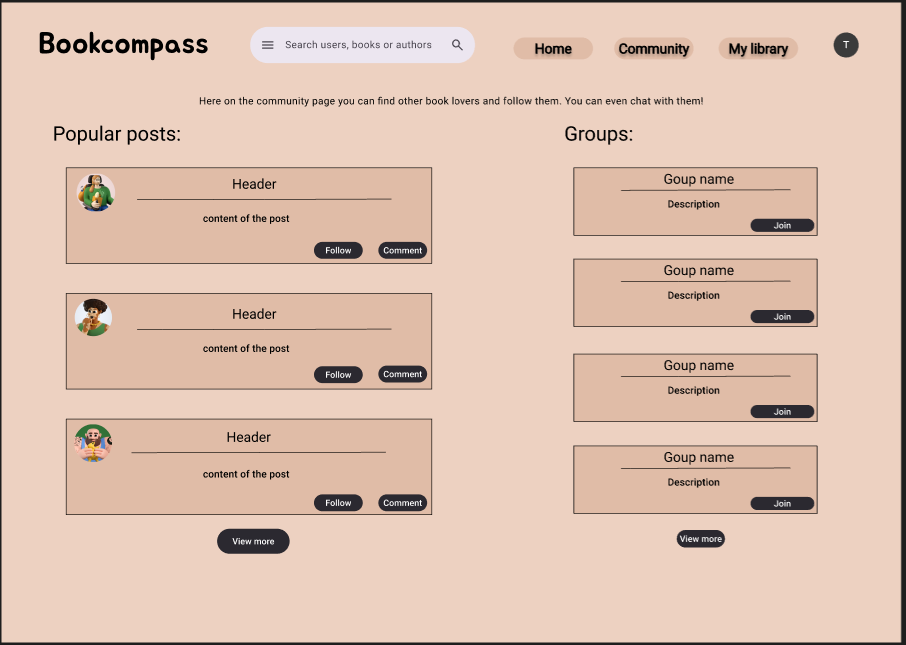 Bookcompass
Search users, books or authors
Home
Community
My library
T
Here on the community page you can find other book lovers and follow them. You can even chat with them!
Popular posts:
Header
content of the post
Follow
Comment
Header
content of the post
Follow
Comment
Header
content of the post
Follow
Comment
View more
Groups:
Goup name
Description
Join
Goup name
Description
Join
Goup name
Description
Join
Goup name
Description
Join
View more